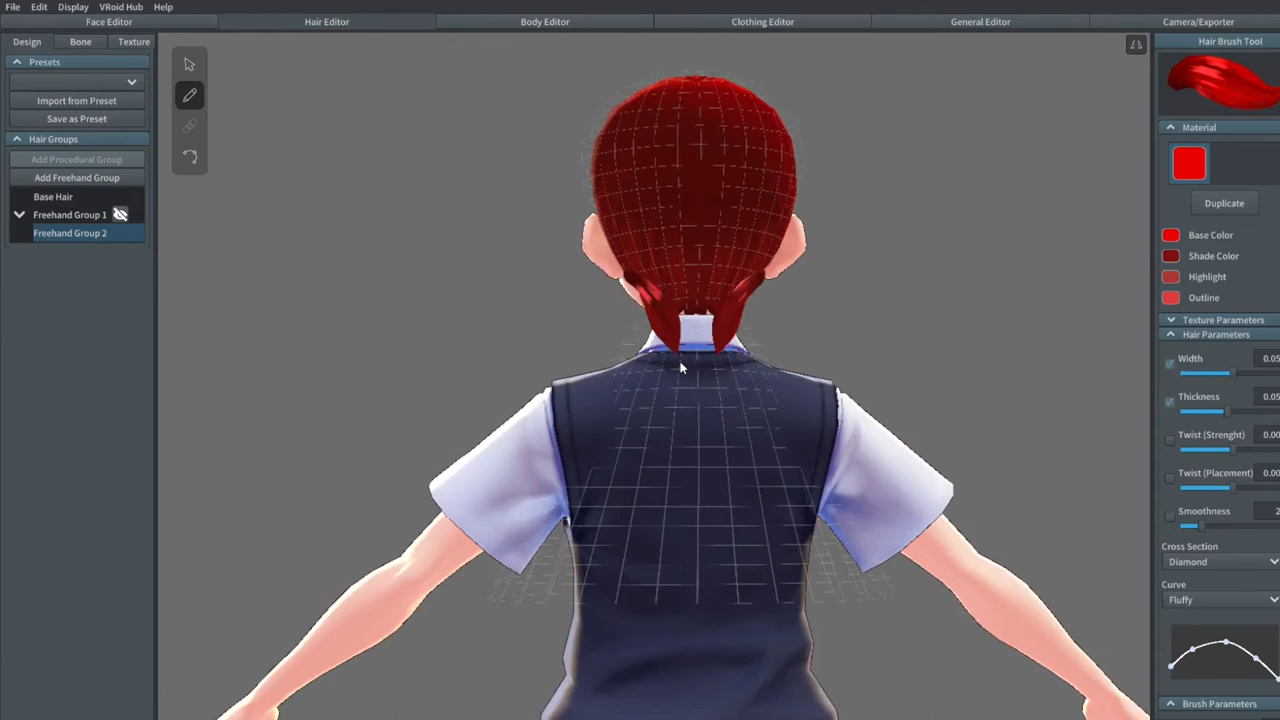 File Edit Display VRoid Hub Help
Face Editor Hair Editor Body Editor Clothing Editor General Editor Camera/Exporter
Design Bone Texture
Presets
Import from Preset
Save as Preset
Hair Groups
Add Procedural Group
Add Freehand Group
Base Hair
Freehand Group 1
Freehand Group 2
Hair Brush Tool
Material
Duplicate
Base Color
Shade Color
Highlight
Outline
Texture Parameters
Hair Parameters
Width 0.05
Thickness 0.05
Twist (Strenght) 0.00
Twist (Placement) 0.00
Smoothness 2
Cross Section
Diamond
Curve
Fluffy
Brush Parameters